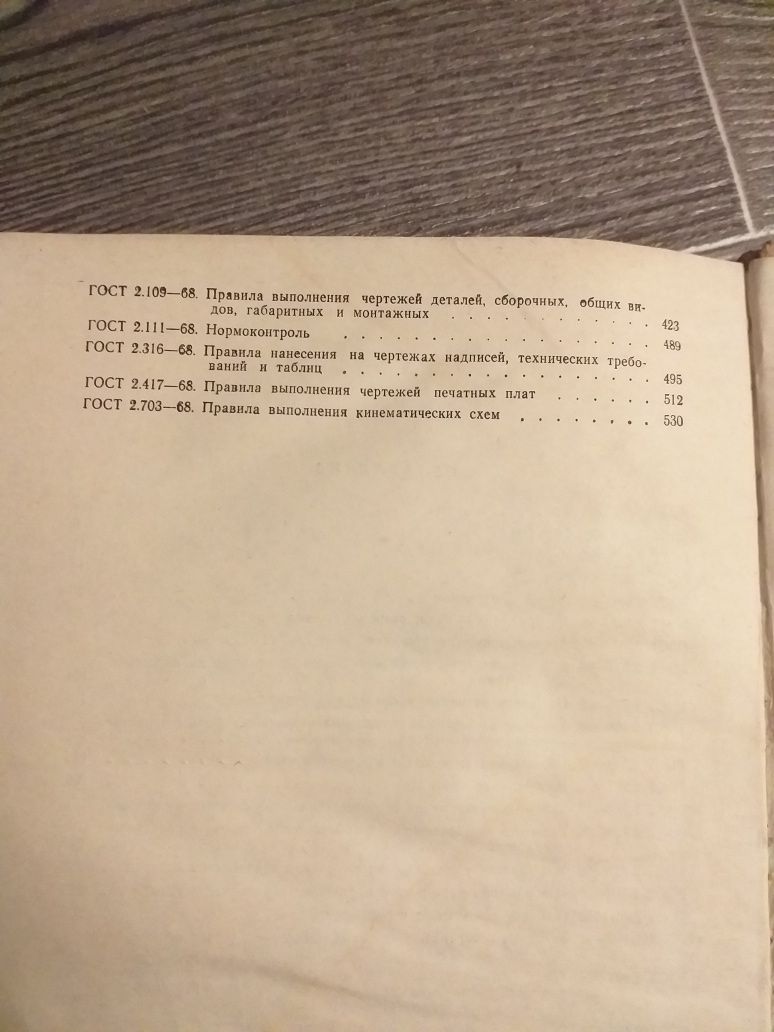 ГОСТ 2.109—68. Правила выполнения чертежей деталей, сборочных, общих ви-
дов, габаритных и монтажных . . . . . . . . . . . 423
ГОСТ 2.111—68. Нормоконтроль . . . . . . . . . . . . . . . . 489
ГОСТ 2.316—68. Правила нанесения на чертежах надписей, технических требо-
ваний и таблиц . . . . . . . . . . . . . . . . 495
ГОСТ 2.417—68. Правила выполнения чертежей печатных плат . . . . . . 512
ГОСТ 2.703—68. Правила выполнения кинематических схем . . . . . . . . 530